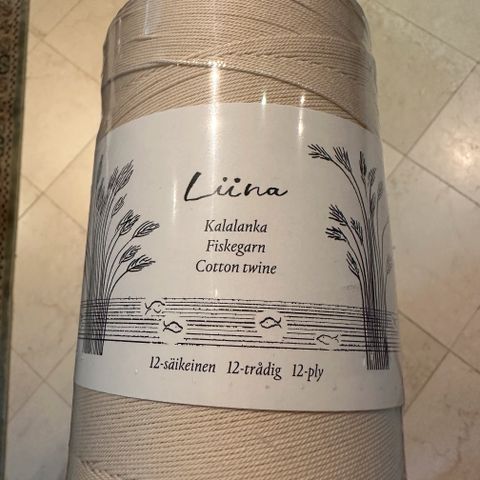 Liina
Kalalanka
Fiskegarn
Cotton twine
12-säikeinen 12-trådig 12-ply